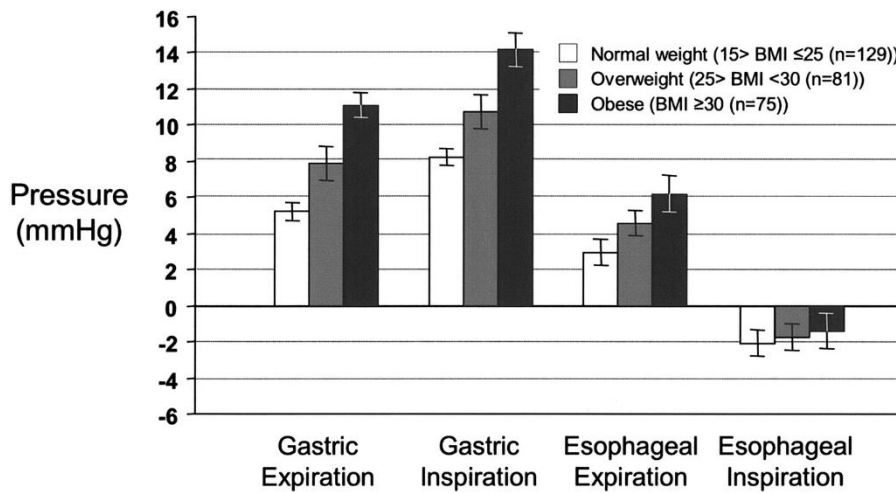 16
14
12
10
8
6
4
2
0
-2
-4
-6
Pressure
(mmHg)
Normal weight (15> BMI ≤25 (n=129))
Overweight (25> BMI <30 (n=81))
Obese (BMI ≥30 (n=75))
Gastric
Expiration
Gastric
Inspiration
Esophageal
Expiration
Esophageal
Inspiration